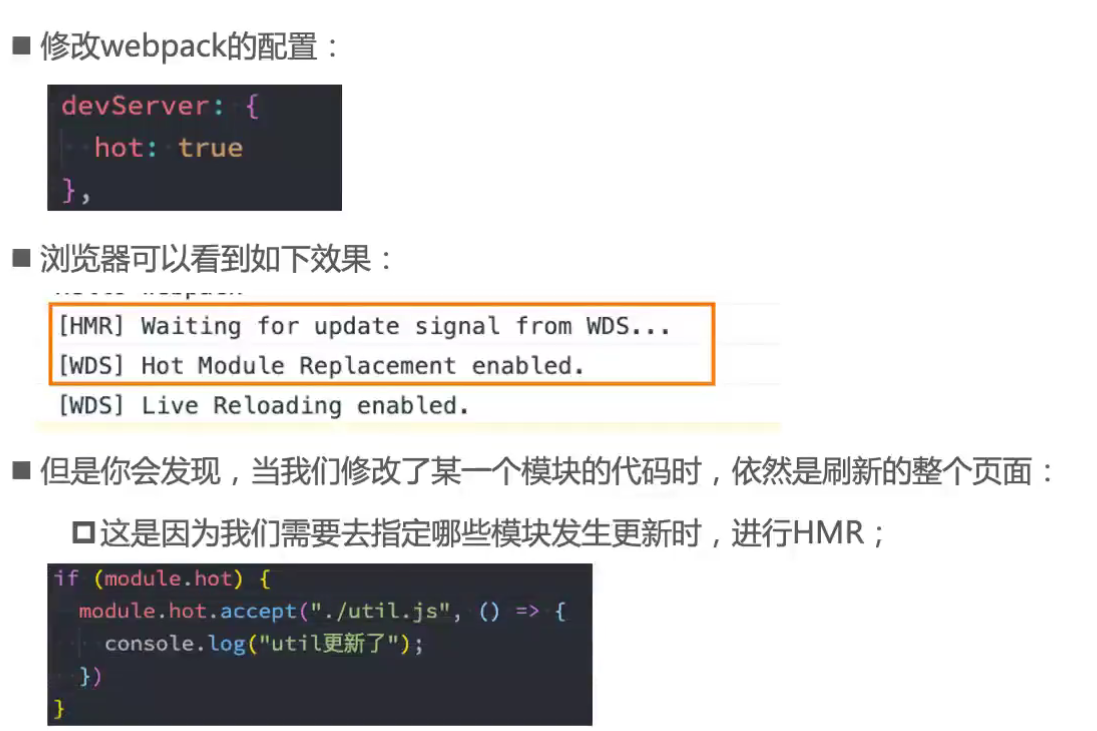 修改webpack的配置：
devServer: {
hot: true
},
浏览器可以看到如下效果：
[HMR] Waiting for update signal from WDS...
[WDS] Hot Module Replacement enabled.
[WDS] Live Reloading enabled.
但是你会发现，当我们修改了某一个模块的代码时，依然是刷新的整个页面：
这是因为我们需要去指定哪些模块发生更新时，进行HMR；
if (module.hot) {
module.hot.accept("./util.js", () => {
console.log("util更新了");
})
}